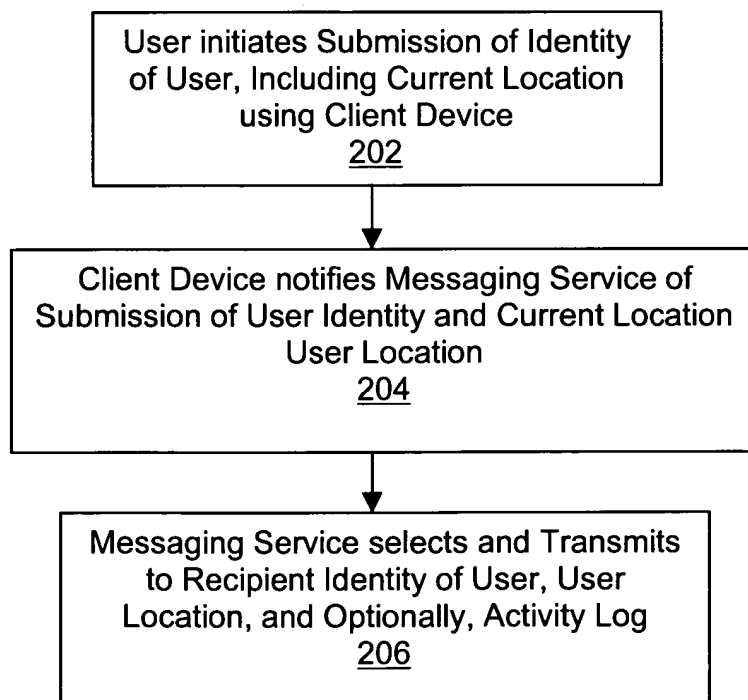 User initiates Submission of Identity
of User, Including Current Location
using Client Device
202
Client Device notifies Messaging Service of
Submission of User Identity and Current Location
User Location
204
Messaging Service selects and Transmits
to Recipient Identity of User, User
Location, and Optionally, Activity Log
206